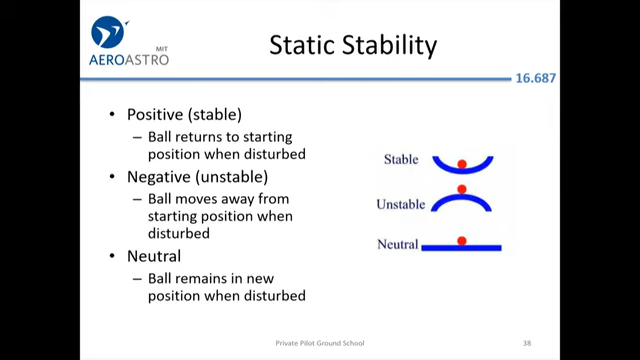 MIT
AEROASTRO
Static Stability
16.687
• Positive (stable)
– Ball returns to starting
position when disturbed
• Negative (unstable)
– Ball moves away from
starting position when
disturbed
• Neutral
– Ball remains in new
position when disturbed
Stable
Unstable
Neutral
Private Pilot Ground School
38